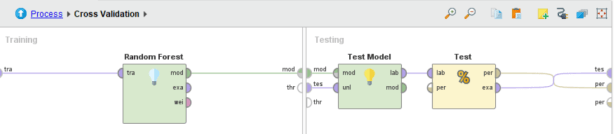 Process ▸ Cross Validation ▸
Training
Testing
Random Forest
Test Model
Test
tra
tra
mod
exa
wei
mod
thr
mod
tes
thr
mod
unl
lab
mod
lab
per
per
exa
tes
per
per